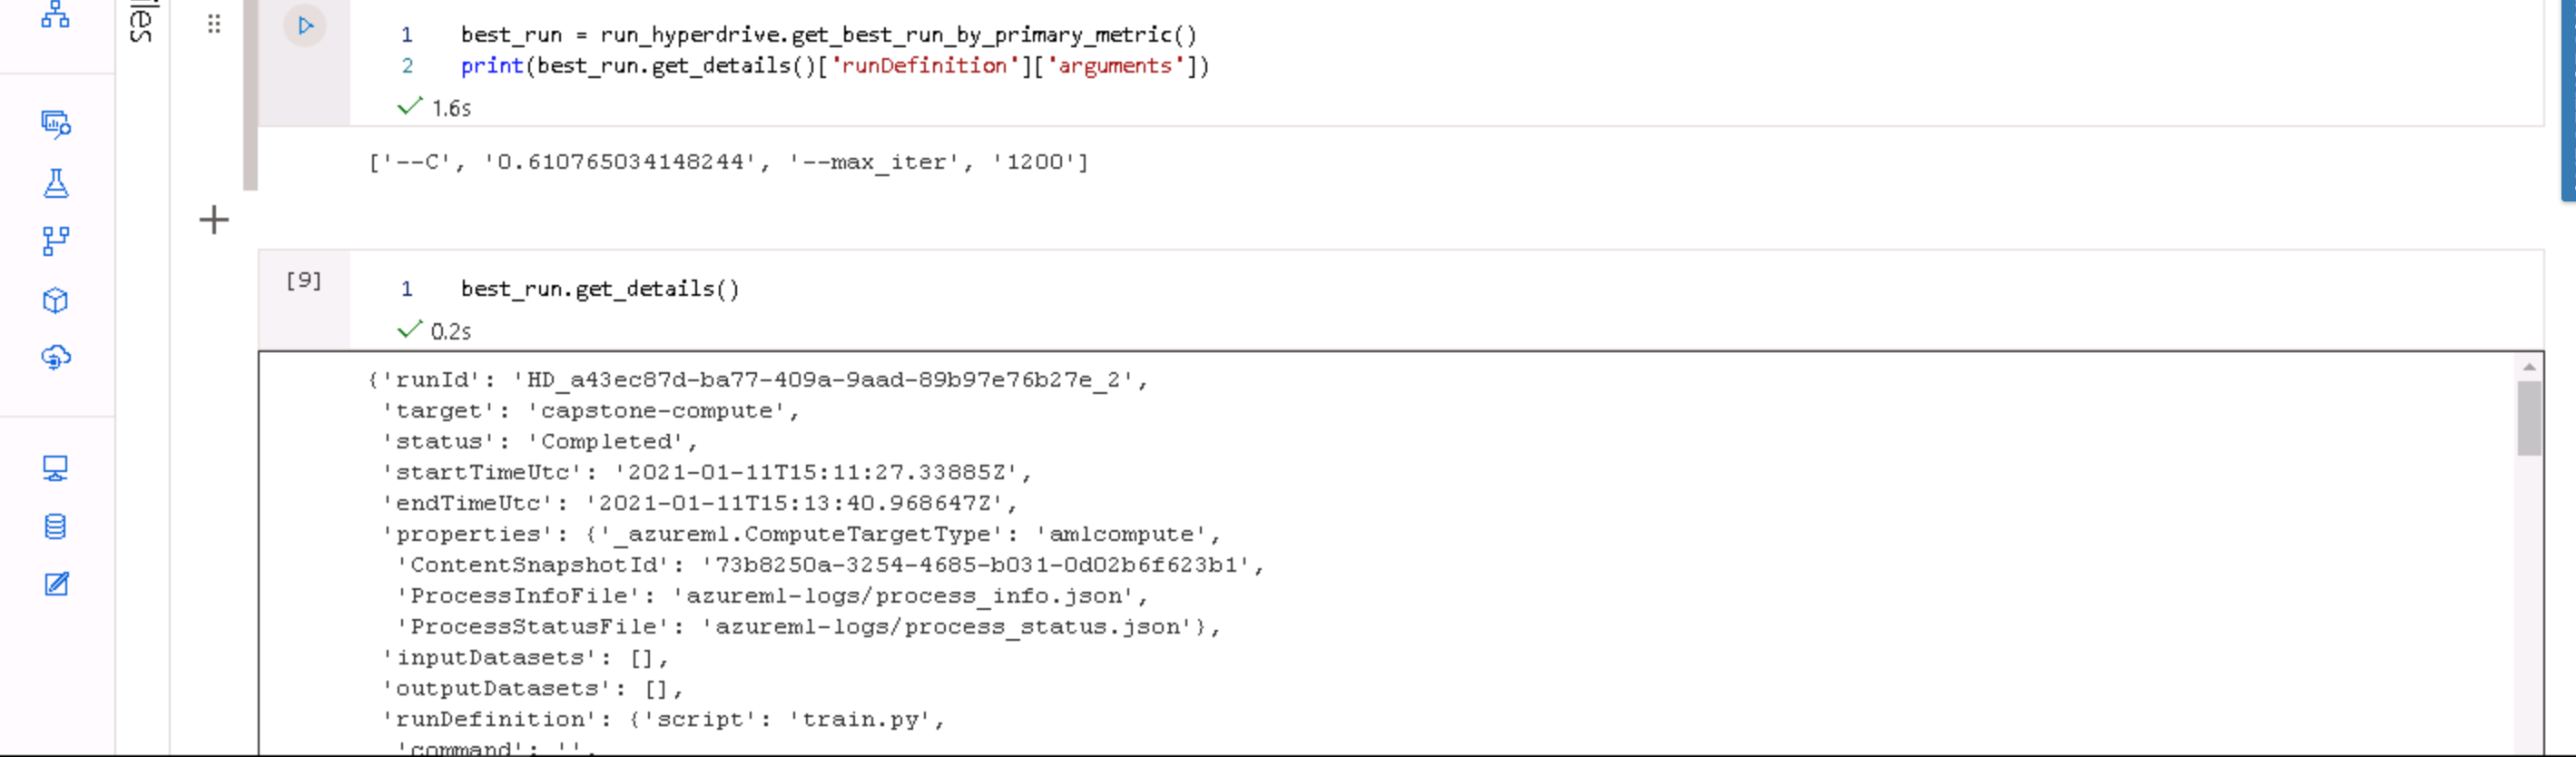 iles
1 best_run = run_hyperdrive.get_best_run_by_primary_metric()
2 print(best_run.get_details()['runDefinition']['arguments'])
1.6s
['--C', '0.610765034148244', '--max_iter', '1200']
[9]
1 best_run.get_details()
0.2s
{'runId': 'HD_a43ec87d-ba77-409a-9aad-89b97e76b27e_2',
'target': 'capstone-compute',
'status': 'Completed',
'startTimeUtc': '2021-01-11T15:11:27.33885Z',
'endTimeUtc': '2021-01-11T15:13:40.968647Z',
'properties': {'_azureml.ComputeTargetType': 'amlcompute',
'ContentSnapshotId': '73b8250a-3254-4685-b031-0d02b6f623b1',
'ProcessInfoFile': 'azureml-logs/process_info.json',
'ProcessStatusFile': 'azureml-logs/process_status.json'},
'inputDatasets': [],
'outputDatasets': [],
'runDefinition': {'script': 'train.py',
'command': '',